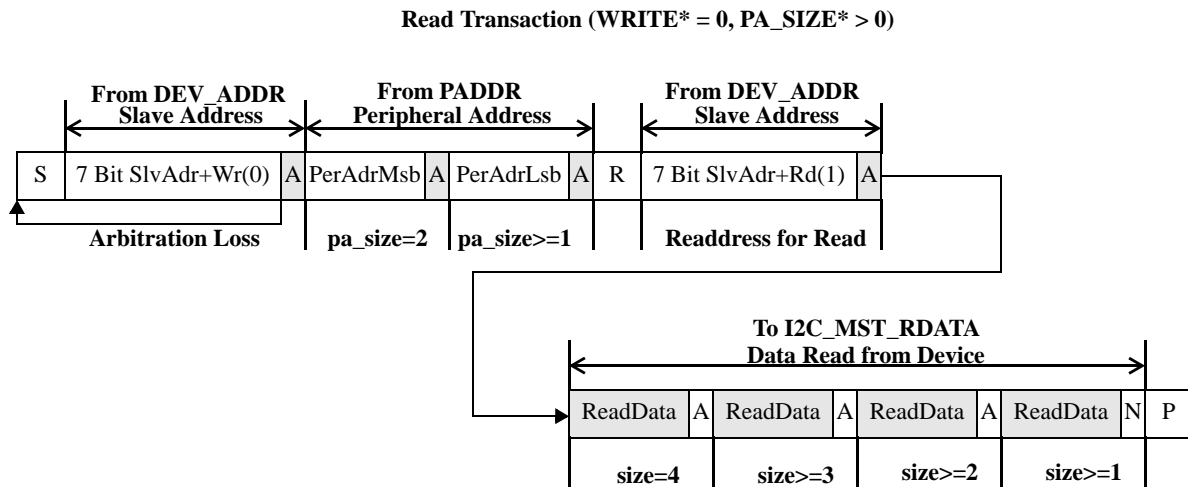 Read Transaction (WRITE* = 0, PA_SIZE* > 0)
From DEV_ADDR
Slave Address
From PADDR
Peripheral Address
From DEV_ADDR
Slave Address
S 7 Bit SlvAdr+Wr(0) A PerAdrMsb A PerAdrLsb A R 7 Bit SlvAdr+Rd(1) A
Arbitration Loss pa_size=2 pa_size>=1 Readdress for Read
To I2C_MST_RDATA
Data Read from Device
ReadData A ReadData A ReadData A ReadData N P
size=4 size>=3 size>=2 size>=1